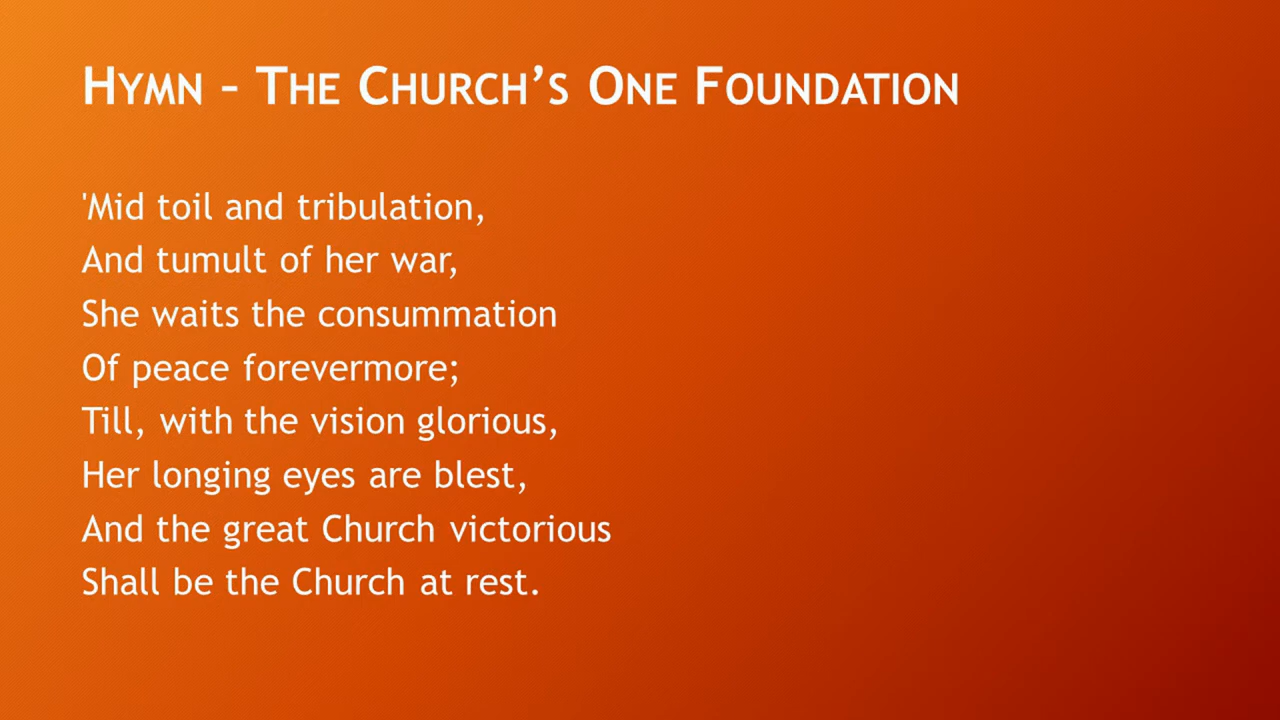 Hymn – The Church’s One Foundation
'Mid toil and tribulation,
And tumult of her war,
She waits the consummation
Of peace forevermore;
Till, with the vision glorious,
Her longing eyes are blest,
And the great Church victorious
Shall be the Church at rest.